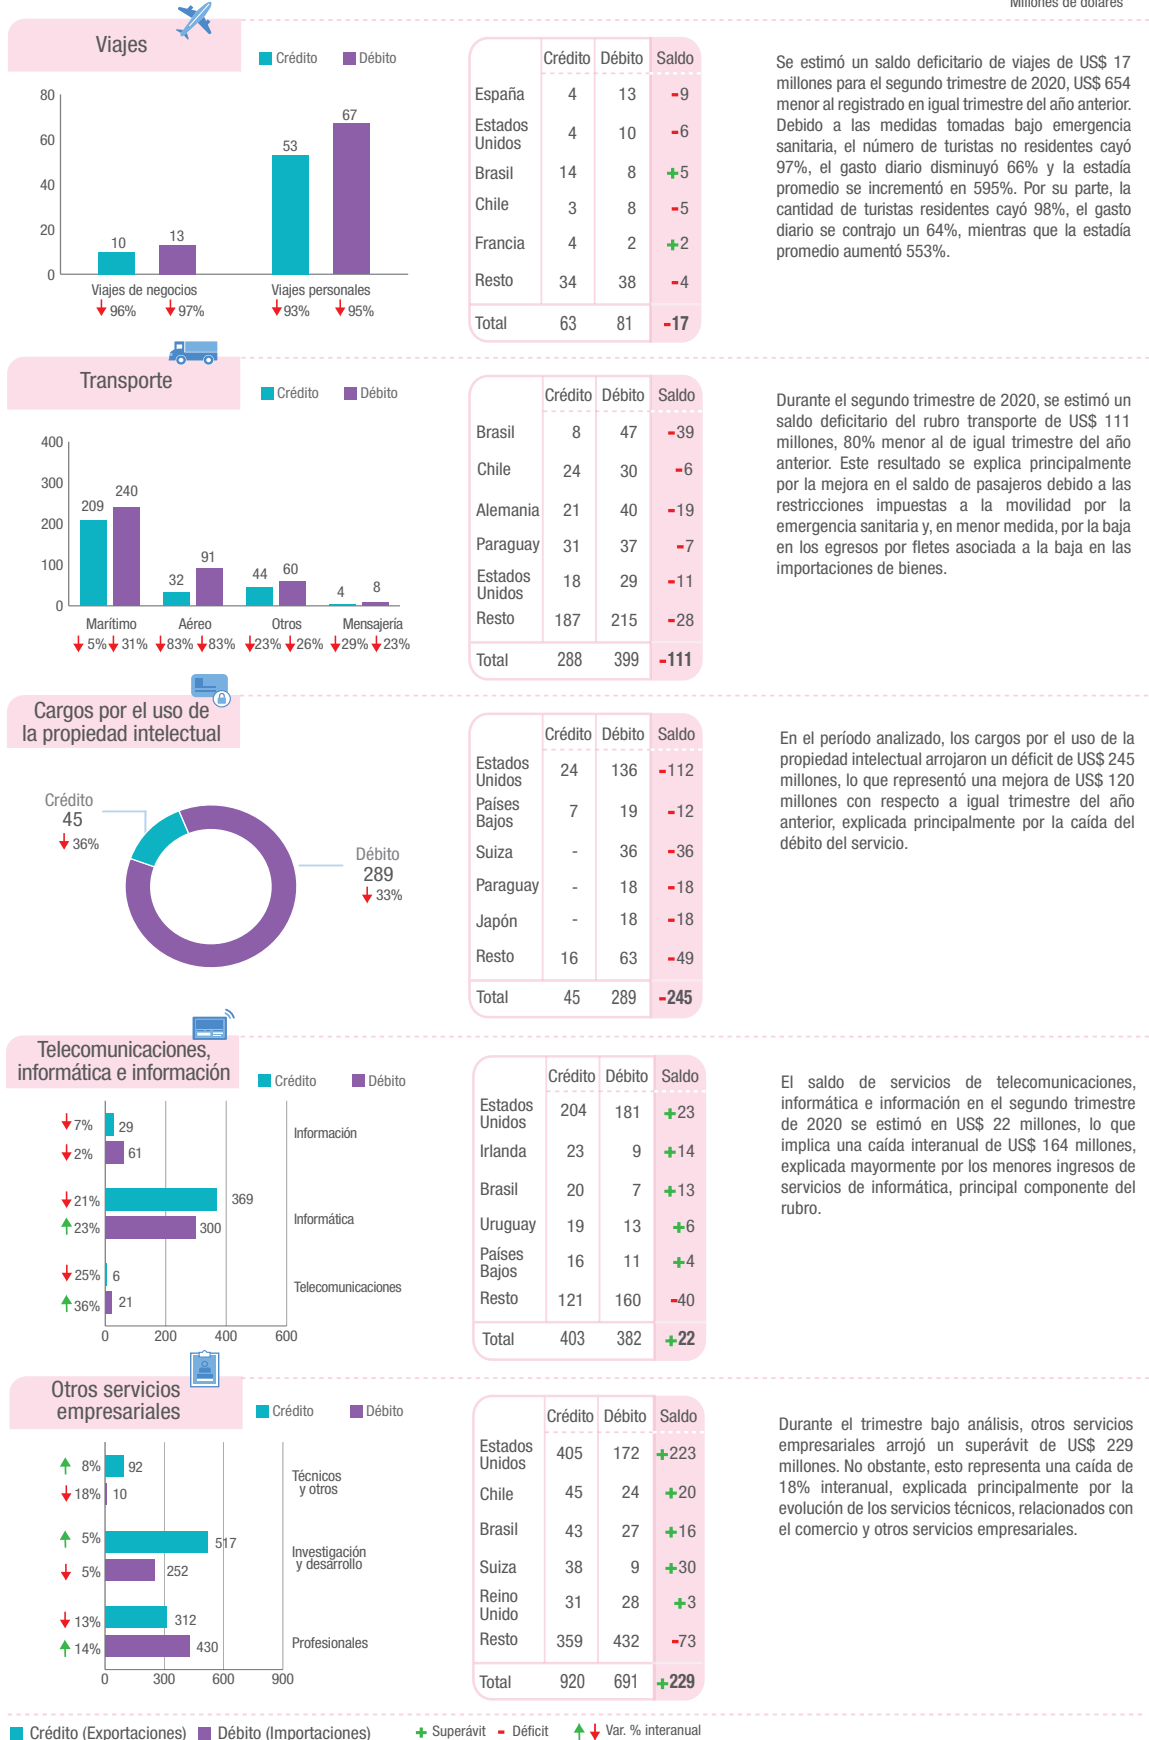 Millones de dólares
Viajes
Crédito Débito
80
60
40
20
0
10
13
53
67
Viajes de negocios
Viajes personales
96% 97% 93% 95%
Crédito Débito Saldo
España 4 13 -9
Estados
Unidos 4 10 -6
Brasil 14 8 +5
Chile 3 8 -5
Francia 4 2 +2
Resto 34 38 -4
Total 63 81 -17
Se estimó un saldo deficitario de viajes de US$ 17
millones para el segundo trimestre de 2020, US$ 654
menor al registrado en igual trimestre del año anterior.
Debido a las medidas tomadas bajo emergencia
sanitaria, el número de turistas no residentes cayó
97%, el gasto diario disminuyó 66% y la estadía
promedio se incrementó en 595%. Por su parte, la
cantidad de turistas residentes cayó 98%, el gasto
diario se contrajo un 64%, mientras que la estadía
promedio aumentó 553%.
Transporte
Crédito Débito
400
300
200
100
0
209
240
32
91
44
60
4
8
Marítimo Aéreo Otros Mensajería
5% 31% 83% 83% 23% 26% 29% 23%
Crédito Débito Saldo
Brasil 8 47 -39
Chile 24 30 -6
Alemania 21 40 -19
Paraguay 31 37 -7
Estados
Unidos 18 29 -11
Resto 187 215 -28
Total 288 399 -111
Durante el segundo trimestre de 2020, se estimó un
saldo deficitario del rubro transporte de US$ 111
millones, 80% menor al de igual trimestre del año
anterior. Este resultado se explica principalmente
por la mejora en el saldo de pasajeros debido a las
restricciones impuestas a la movilidad por la
emergencia sanitaria y, en menor medida, por la baja
en los egresos por fletes asociada a la baja en las
importaciones de bienes.
Cargos por el uso de
la propiedad intelectual
Crédito
45
36%
Débito
289
33%
Crédito Débito Saldo
Estados
Unidos 24 136 -112
Países
Bajos 7 19 -12
Suiza - 36 -36
Paraguay - 18 -18
Japón - 18 -18
Resto 16 63 -49
Total 45 289 -245
En el período analizado, los cargos por el uso de la
propiedad intelectual arrojaron un déficit de US$ 245
millones, lo que representó una mejora de US$ 120
millones con respecto a igual trimestre del año
anterior, explicada principalmente por la caída del
débito del servicio.
Telecomunicaciones,
informática e información
Crédito Débito
7% 29
2% 61
Información
21% 369
23% 300
Informática
25% 6
36% 21
Telecomunicaciones
0 200 400 600
Crédito Débito Saldo
Estados
Unidos 204 181 +23
Irlanda 23 9 +14
Brasil 20 7 +13
Uruguay 19 13 +6
Países
Bajos 16 11 +4
Resto 121 160 -40
Total 403 382 +22
El saldo de servicios de telecomunicaciones,
informática e información en el segundo trimestre
de 2020 se estimó en US$ 22 millones, lo que
implica una caída interanual de US$ 164 millones,
explicada mayormente por los menores ingresos de
servicios de informática, principal componente del
rubro.
Otros servicios
empresariales
Crédito Débito
8% 92
18% 10
Técnicos
y otros
5% 517
5% 252
Investigación
y desarrollo
13% 312
14% 430
Profesionales
0 300 600 900
Crédito Débito Saldo
Estados
Unidos 405 172 +223
Chile 45 24 +20
Brasil 43 27 +16
Suiza 38 9 +30
Reino
Unido 31 28 +3
Resto 359 432 -73
Total 920 691 +229
Durante el trimestre bajo análisis, otros servicios
empresariales arrojó un superávit de US$ 229
millones. No obstante, esto representa una caída de
18% interanual, explicada principalmente por la
evolución de los servicios técnicos, relacionados con
el comercio y otros servicios empresariales.
Crédito (Exportaciones) Débito (Importaciones) + Superávit - Déficit Var. % interanual